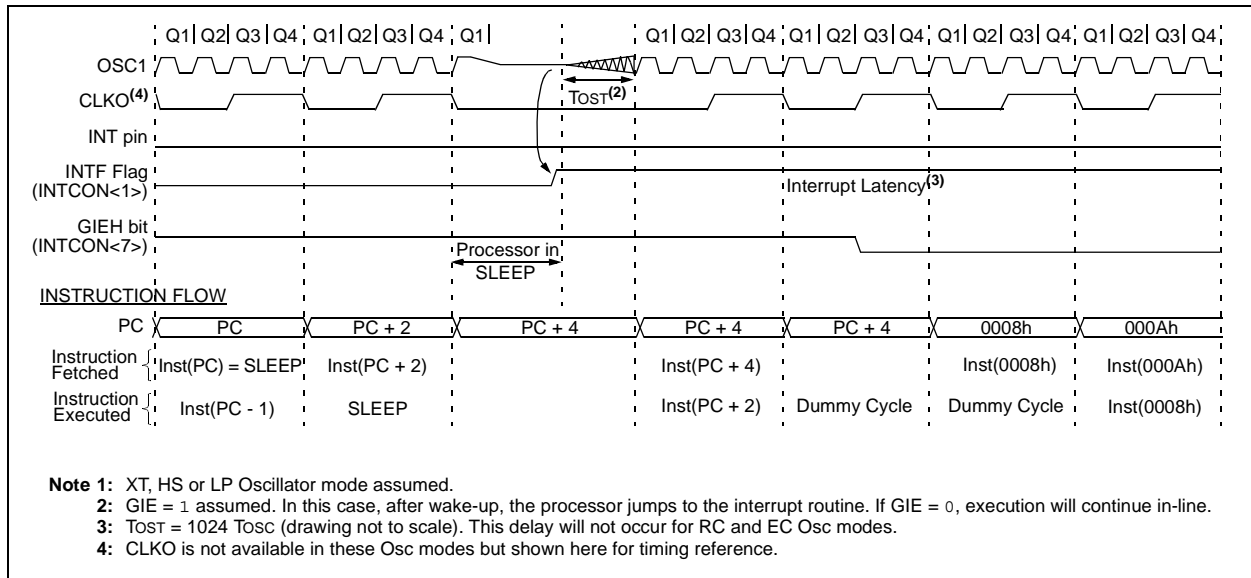 Q1 Q2 Q3 Q4 Q1 Q2 Q3 Q4 Q1 Q1 Q2 Q3 Q4 Q1 Q2 Q3 Q4 Q1 Q2 Q3 Q4 Q1 Q2 Q3 Q4
OSC1
TOST(2)
CLKO(4)
INT pin
INTF Flag
(INTCON<1>)
Interrupt Latency(3)
GIEH bit
(INTCON<7>)
Processor in
SLEEP
INSTRUCTION FLOW
PC PC PC + 2 PC + 4 PC + 4 PC + 4 0008h 000Ah
Instruction
Fetched
Inst(PC) = SLEEP Inst(PC + 2) Inst(PC + 4) Inst(0008h) Inst(000Ah)
Instruction
Executed
Inst(PC - 1) SLEEP Inst(PC + 2) Dummy Cycle Dummy Cycle Inst(0008h)
Note 1: XT, HS or LP Oscillator mode assumed.
2: GIE = 1 assumed. In this case, after wake-up, the processor jumps to the interrupt routine. If GIE = 0, execution will continue in-line.
3: TOST = 1024 TOSC (drawing not to scale). This delay will not occur for RC and EC Osc modes.
4: CLKO is not available in these Osc modes but shown here for timing reference.